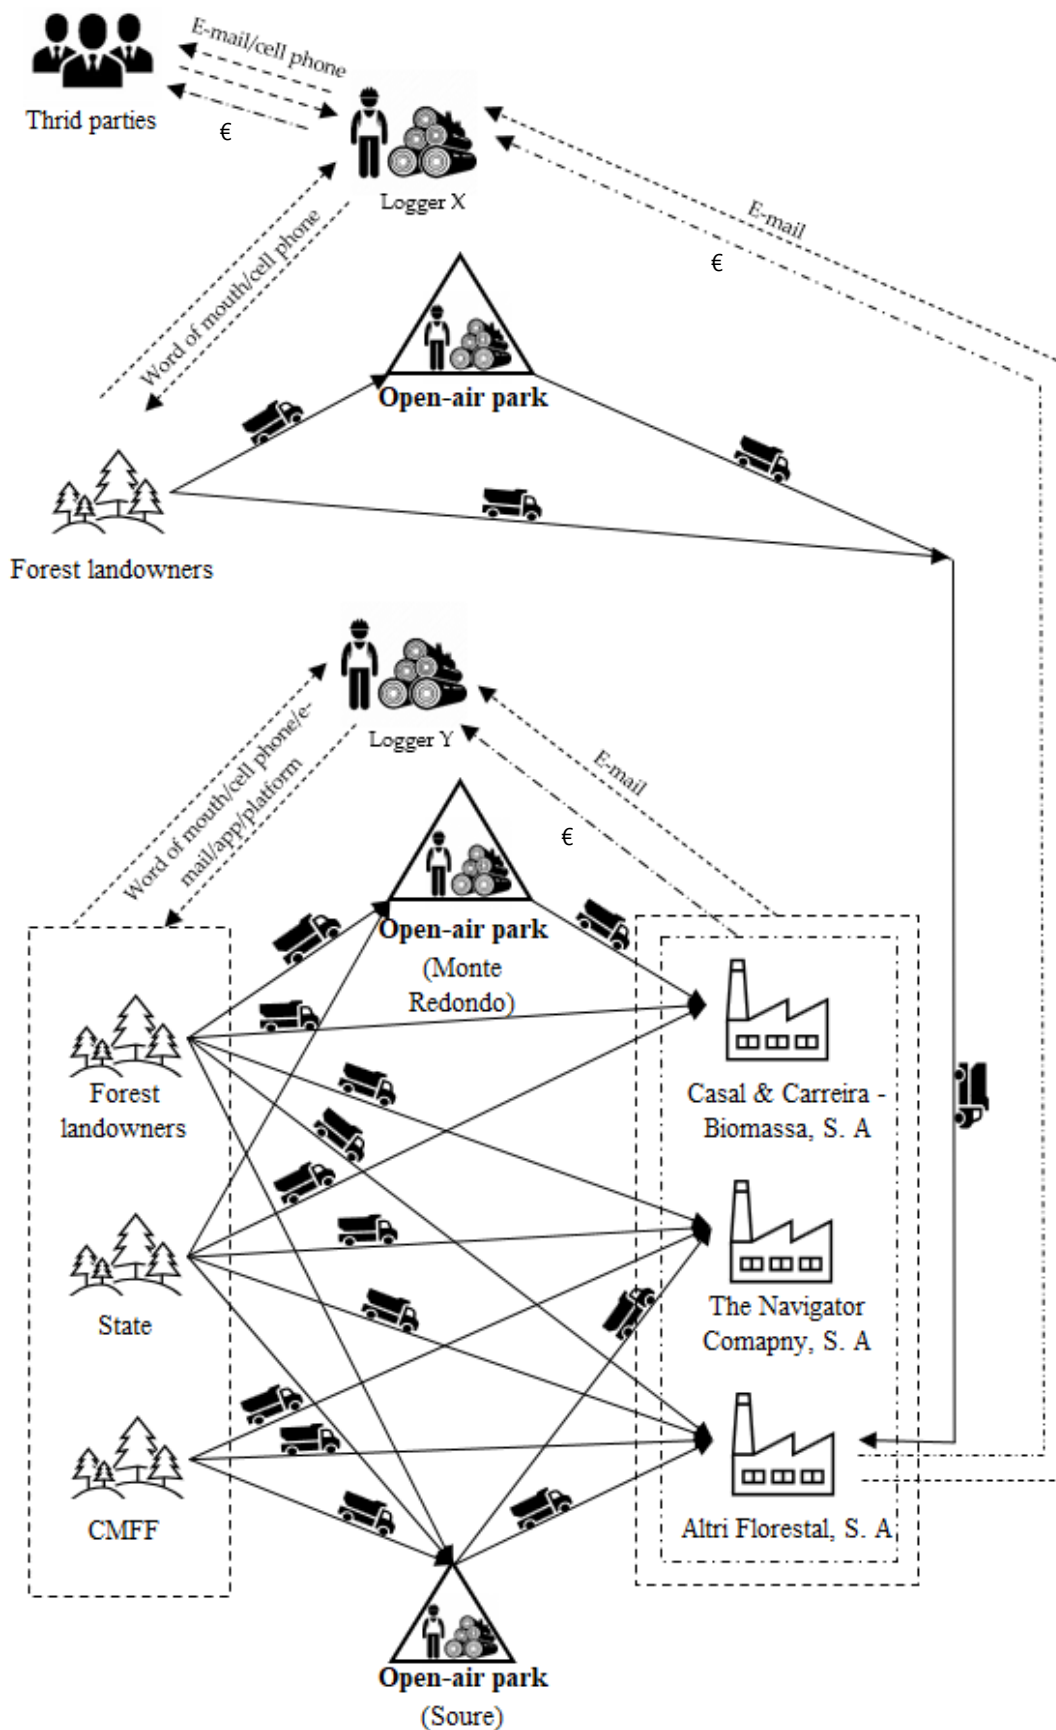 E-mail/cell phone
Thrid parties
€
Logger X
E-mail
€
Word of mouth/cell phone
Open-air park
Forest landowners
Logger Y
Word of mouth/cell phone/e-
mail/app/platform
E-mail
€
Open-air park
(Monte
Redondo)
Forest
landowners
Casal & Carreira -
Biomassa, S. A
State
The Navigator
Comapny, S. A
CMFF
Altri Florestal, S. A
Open-air park
(Soure)